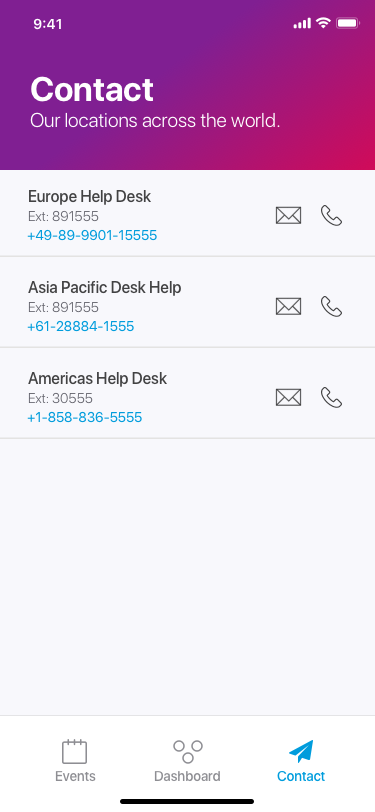 9:41
Contact
Our locations across the world.
Europe Help Desk
Ext: 891555
+49-89-9901-15555
Asia Pacific Desk Help
Ext: 891555
+61-28884-1555
Americas Help Desk
Ext: 30555
+1-858-836-5555
Events
Dashboard
Contact